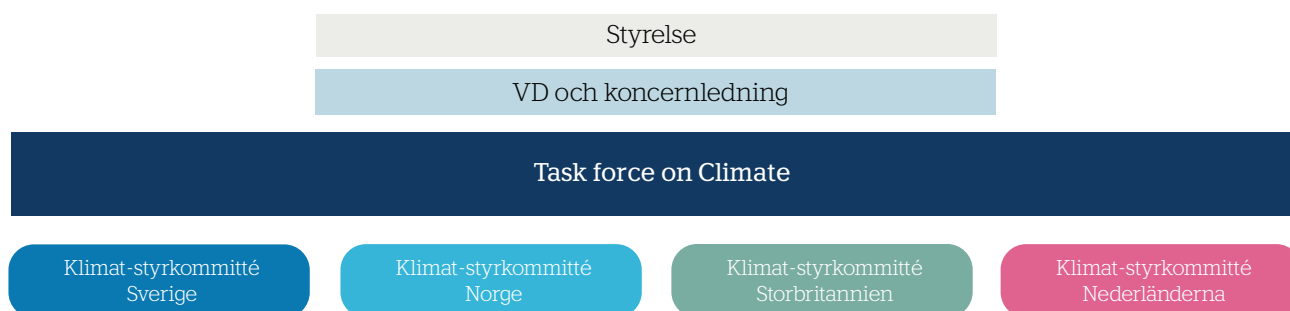 Styrelse
VD och koncernledning
Task force on Climate
Klimat-styrkommitté
Sverige
Klimat-styrkommitté
Norge
Klimat-styrkommitté
Storbritannien
Klimat-styrkommitté
Nederländerna